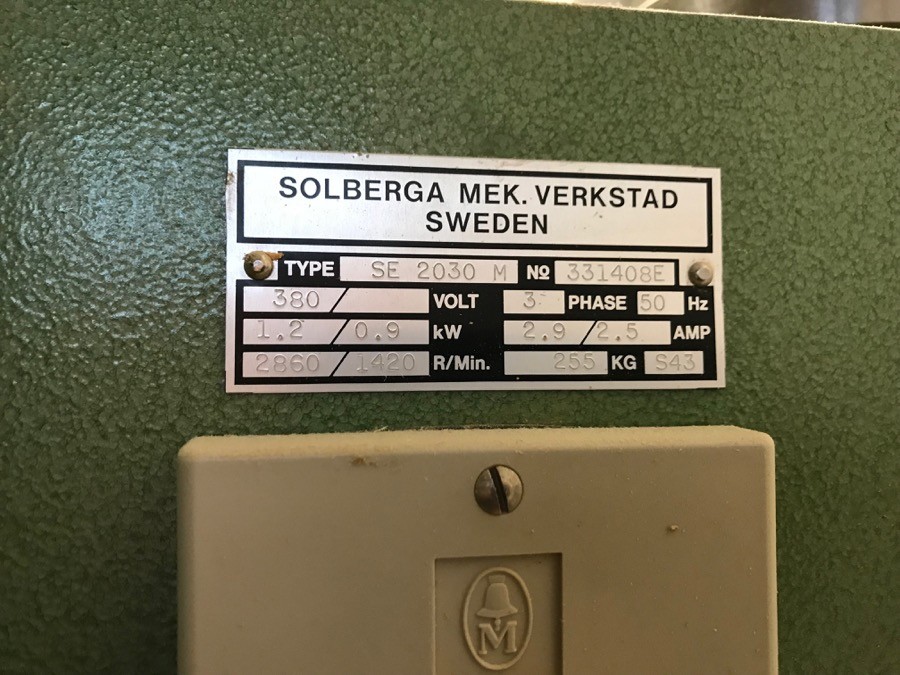 SOLBERGA MEK. VERKSTAD
SWEDEN
TYPE SE 2030 M Nº 331408E
380/ VOLT 3 PHASE 50 Hz
1.2 / 0.9 kW 2.9 / 2.5 AMP
2860 / 1420 R/Min. 255 KG S43
M